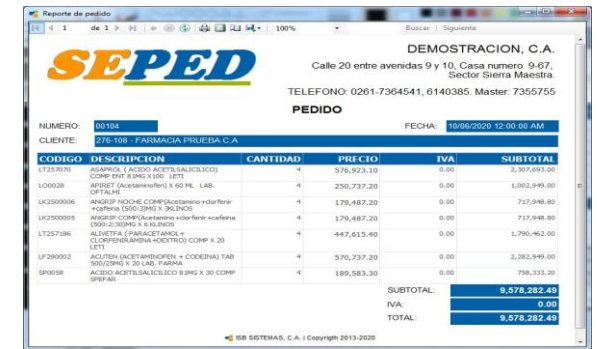 Reporte de pedido
1 de 1 100% Buscar | Siguiente
SEPED
DEMOSTRACION, C.A.
Calle 20 entre avenidas 9 y 10, Casa numero 9-67,
Sector Sierra Maestra.
TELEFONO: 0261-7364541, 6140385. Master: 7355755
PEDIDO
NUMERO: 00104 FECHA: 10/06/2020 12:00:00 AM
CLIENTE: 276-108 - FARMACIA PRUEBA C.A
CODIGO DESCRIPCION CANTIDAD PRECIO IVA SUBTOTAL
LT257070 ASAPROL ( ACIDO ACETILSALICILICO) 4 576,923.10 0.00 2,307,693.00
COMP ENT 81MG X100 LETI
LO0028 APIRET (Acetaminofen) X 60 ML LAB. 4 250,737.20 0.00 1,002,949.00
OFTALMI
LK2500006 ANGRIP NOCHE COMP(Acetamino +clorfenir 4 179,487.20 0.00 717,948.80
+cafeina (500:3)MG X 3KLINOS
LK2500005 ANGRIP COMP(Acetamino+clorfenir+cafeina 4 179,487.20 0.00 717,948.80
(500:2:30)MG X 6 KLINOS
LT257186 ALIVETFA ( PARACETAMOL+ 4 447,615.40 0.00 1,790,462.00
CLORFENIRAMINA +DEXTRO) COMP X 20
LETI
LF290002 ACUTEN (ACETAMINOFEN + CODEINA) TAB 4 570,737.20 0.00 2,282,949.00
500/25MG X 20 LAB. FARMA
SP0058 ACIDO ACETILSALICILICO 81MG X 30 COMP 4 189,583.30 0.00 758,333.20
SPEFAR
SUBTOTAL: 9,578,282.49
IVA: 0.00
TOTAL: 9,578,282.49
ISB SISTEMAS, C.A. | Copyrigth 2013-2020